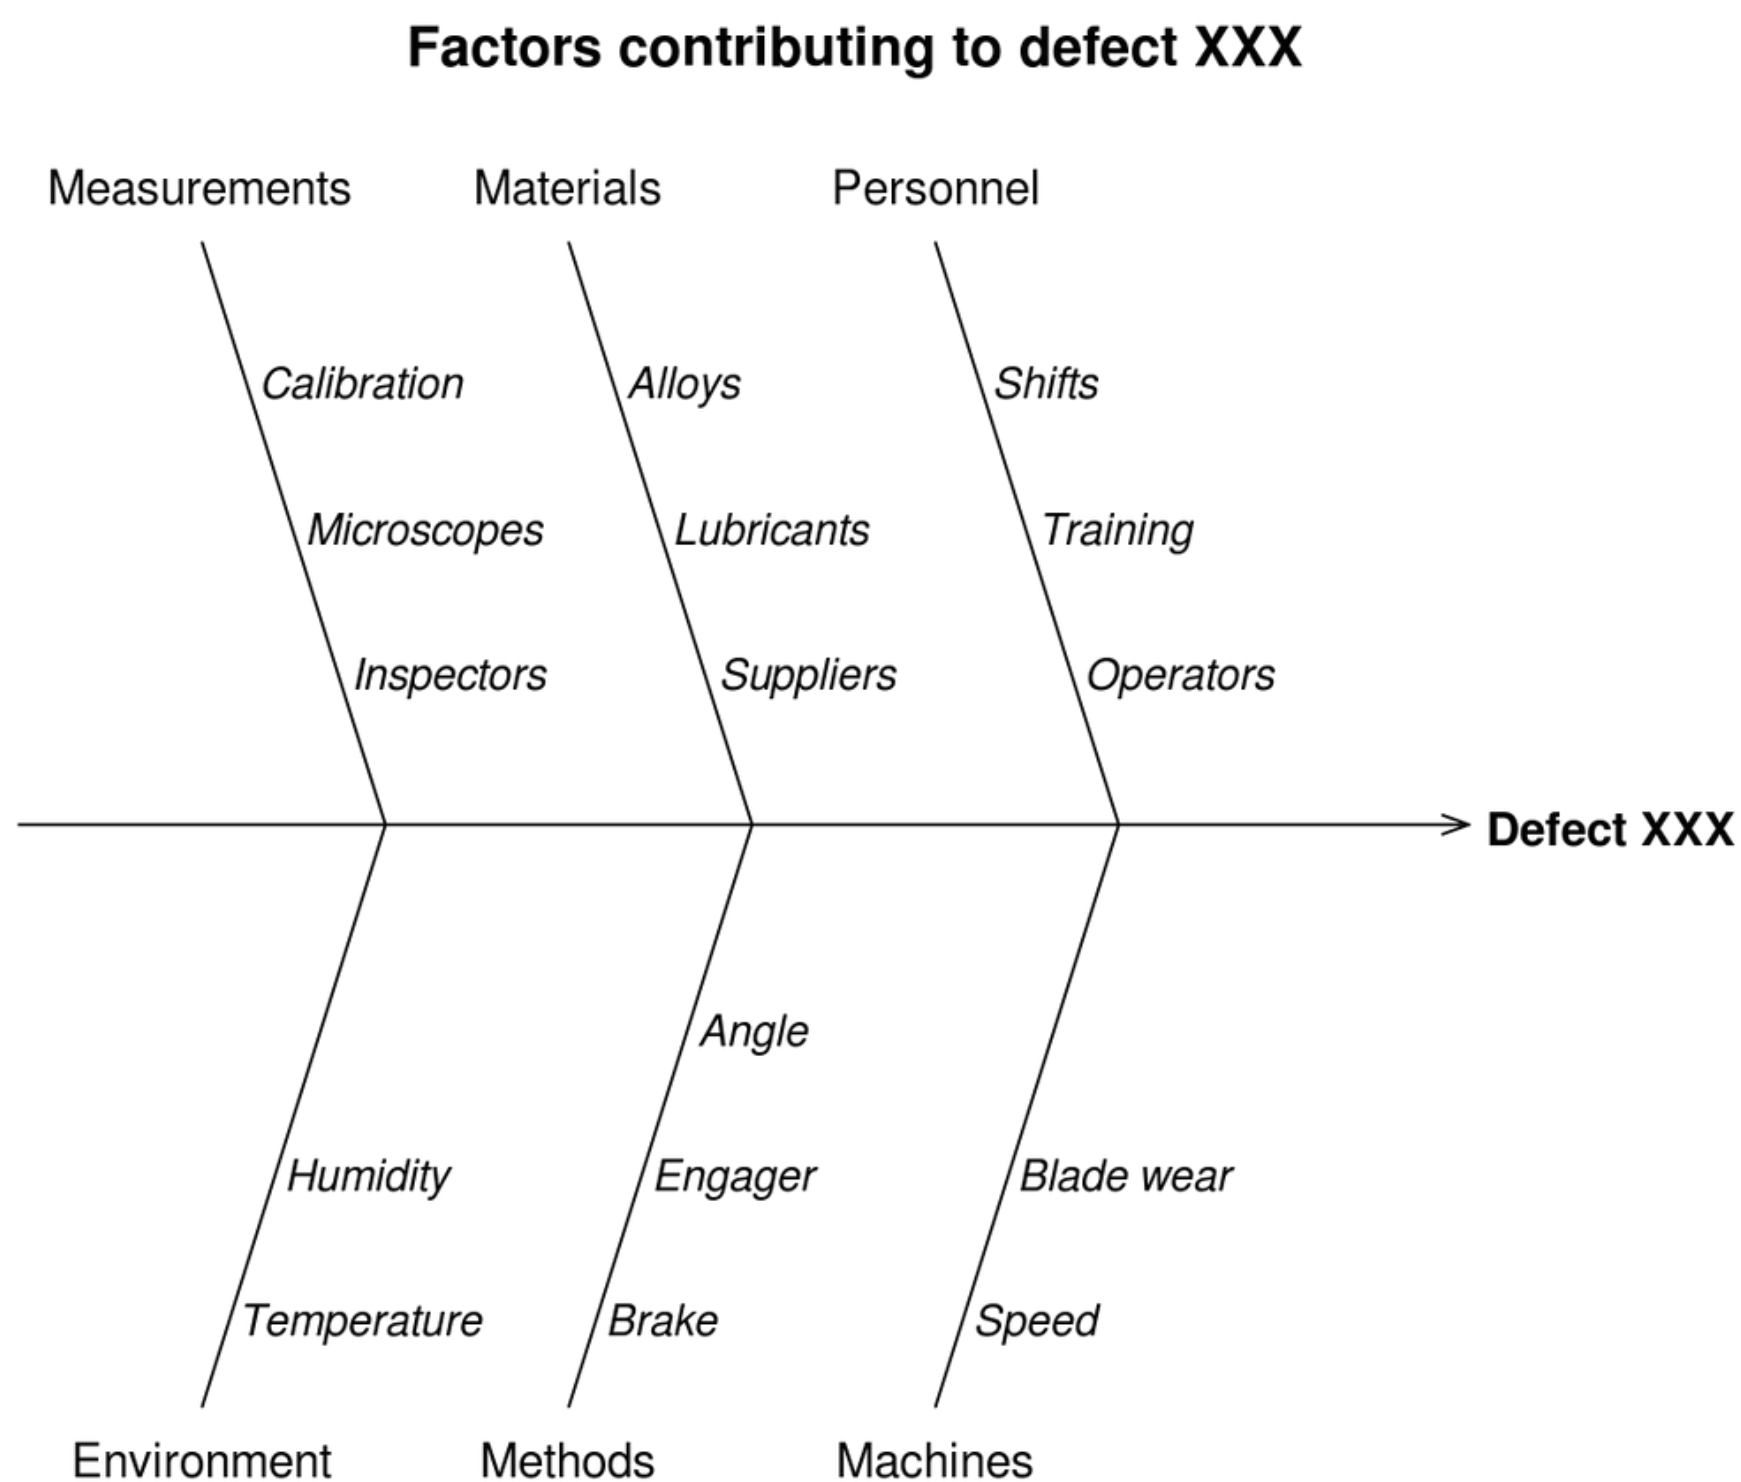 Factors contributing to defect XXX
Measurements
Materials
Personnel
Calibration
Alloys
Shifts
Microscopes
Lubricants
Training
Inspectors
Suppliers
Operators
Defect XXX
Angle
Humidity
Engager
Blade wear
Temperature
Brake
Speed
Environment
Methods
Machines